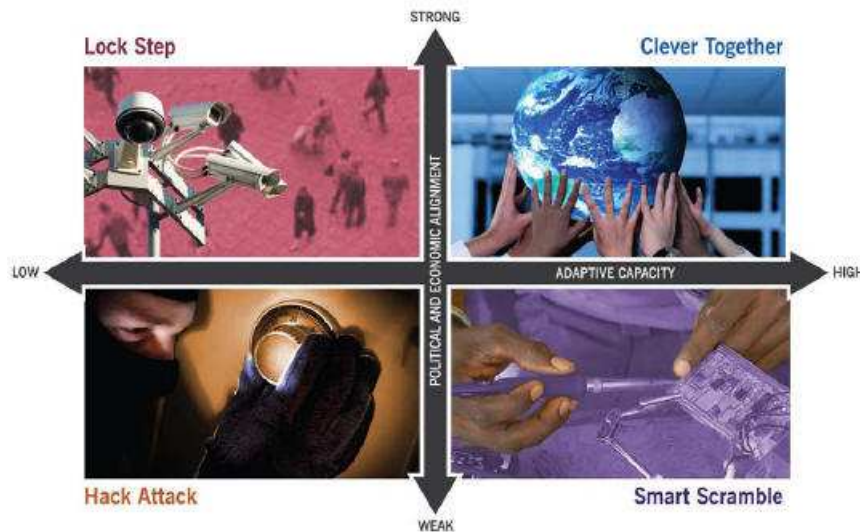 STRONG
Lock Step
Clever Together
POLITICAL AND ECONOMIC ALIGNMENT
LOW
ADAPTIVE CAPACITY
HIGH
Hack Attack
Smart Scramble
WEAK